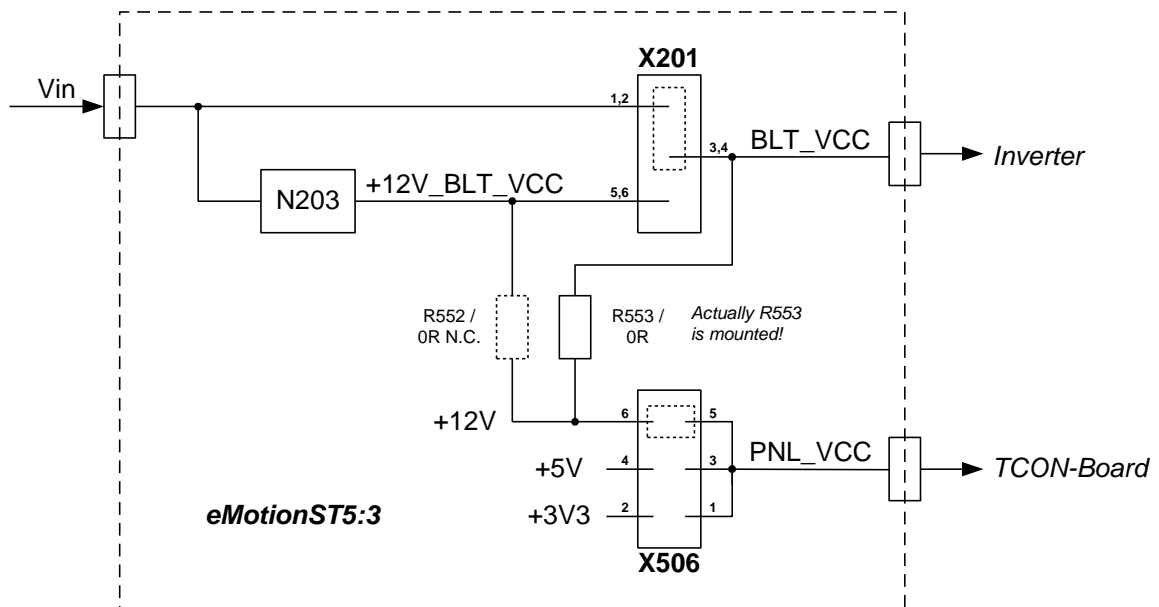 X201
Vin
1,2
BLT_VCC
3,4
Inverter
N203
+12V_BLT_VCC
5,6
R552 /
0R N.C.
R553 /
0R
Actually R553
is mounted!
+12V
6
5
PNL_VCC
+5V
4
3
TCON-Board
eMotionST5:3
+3V3
2
1
X506